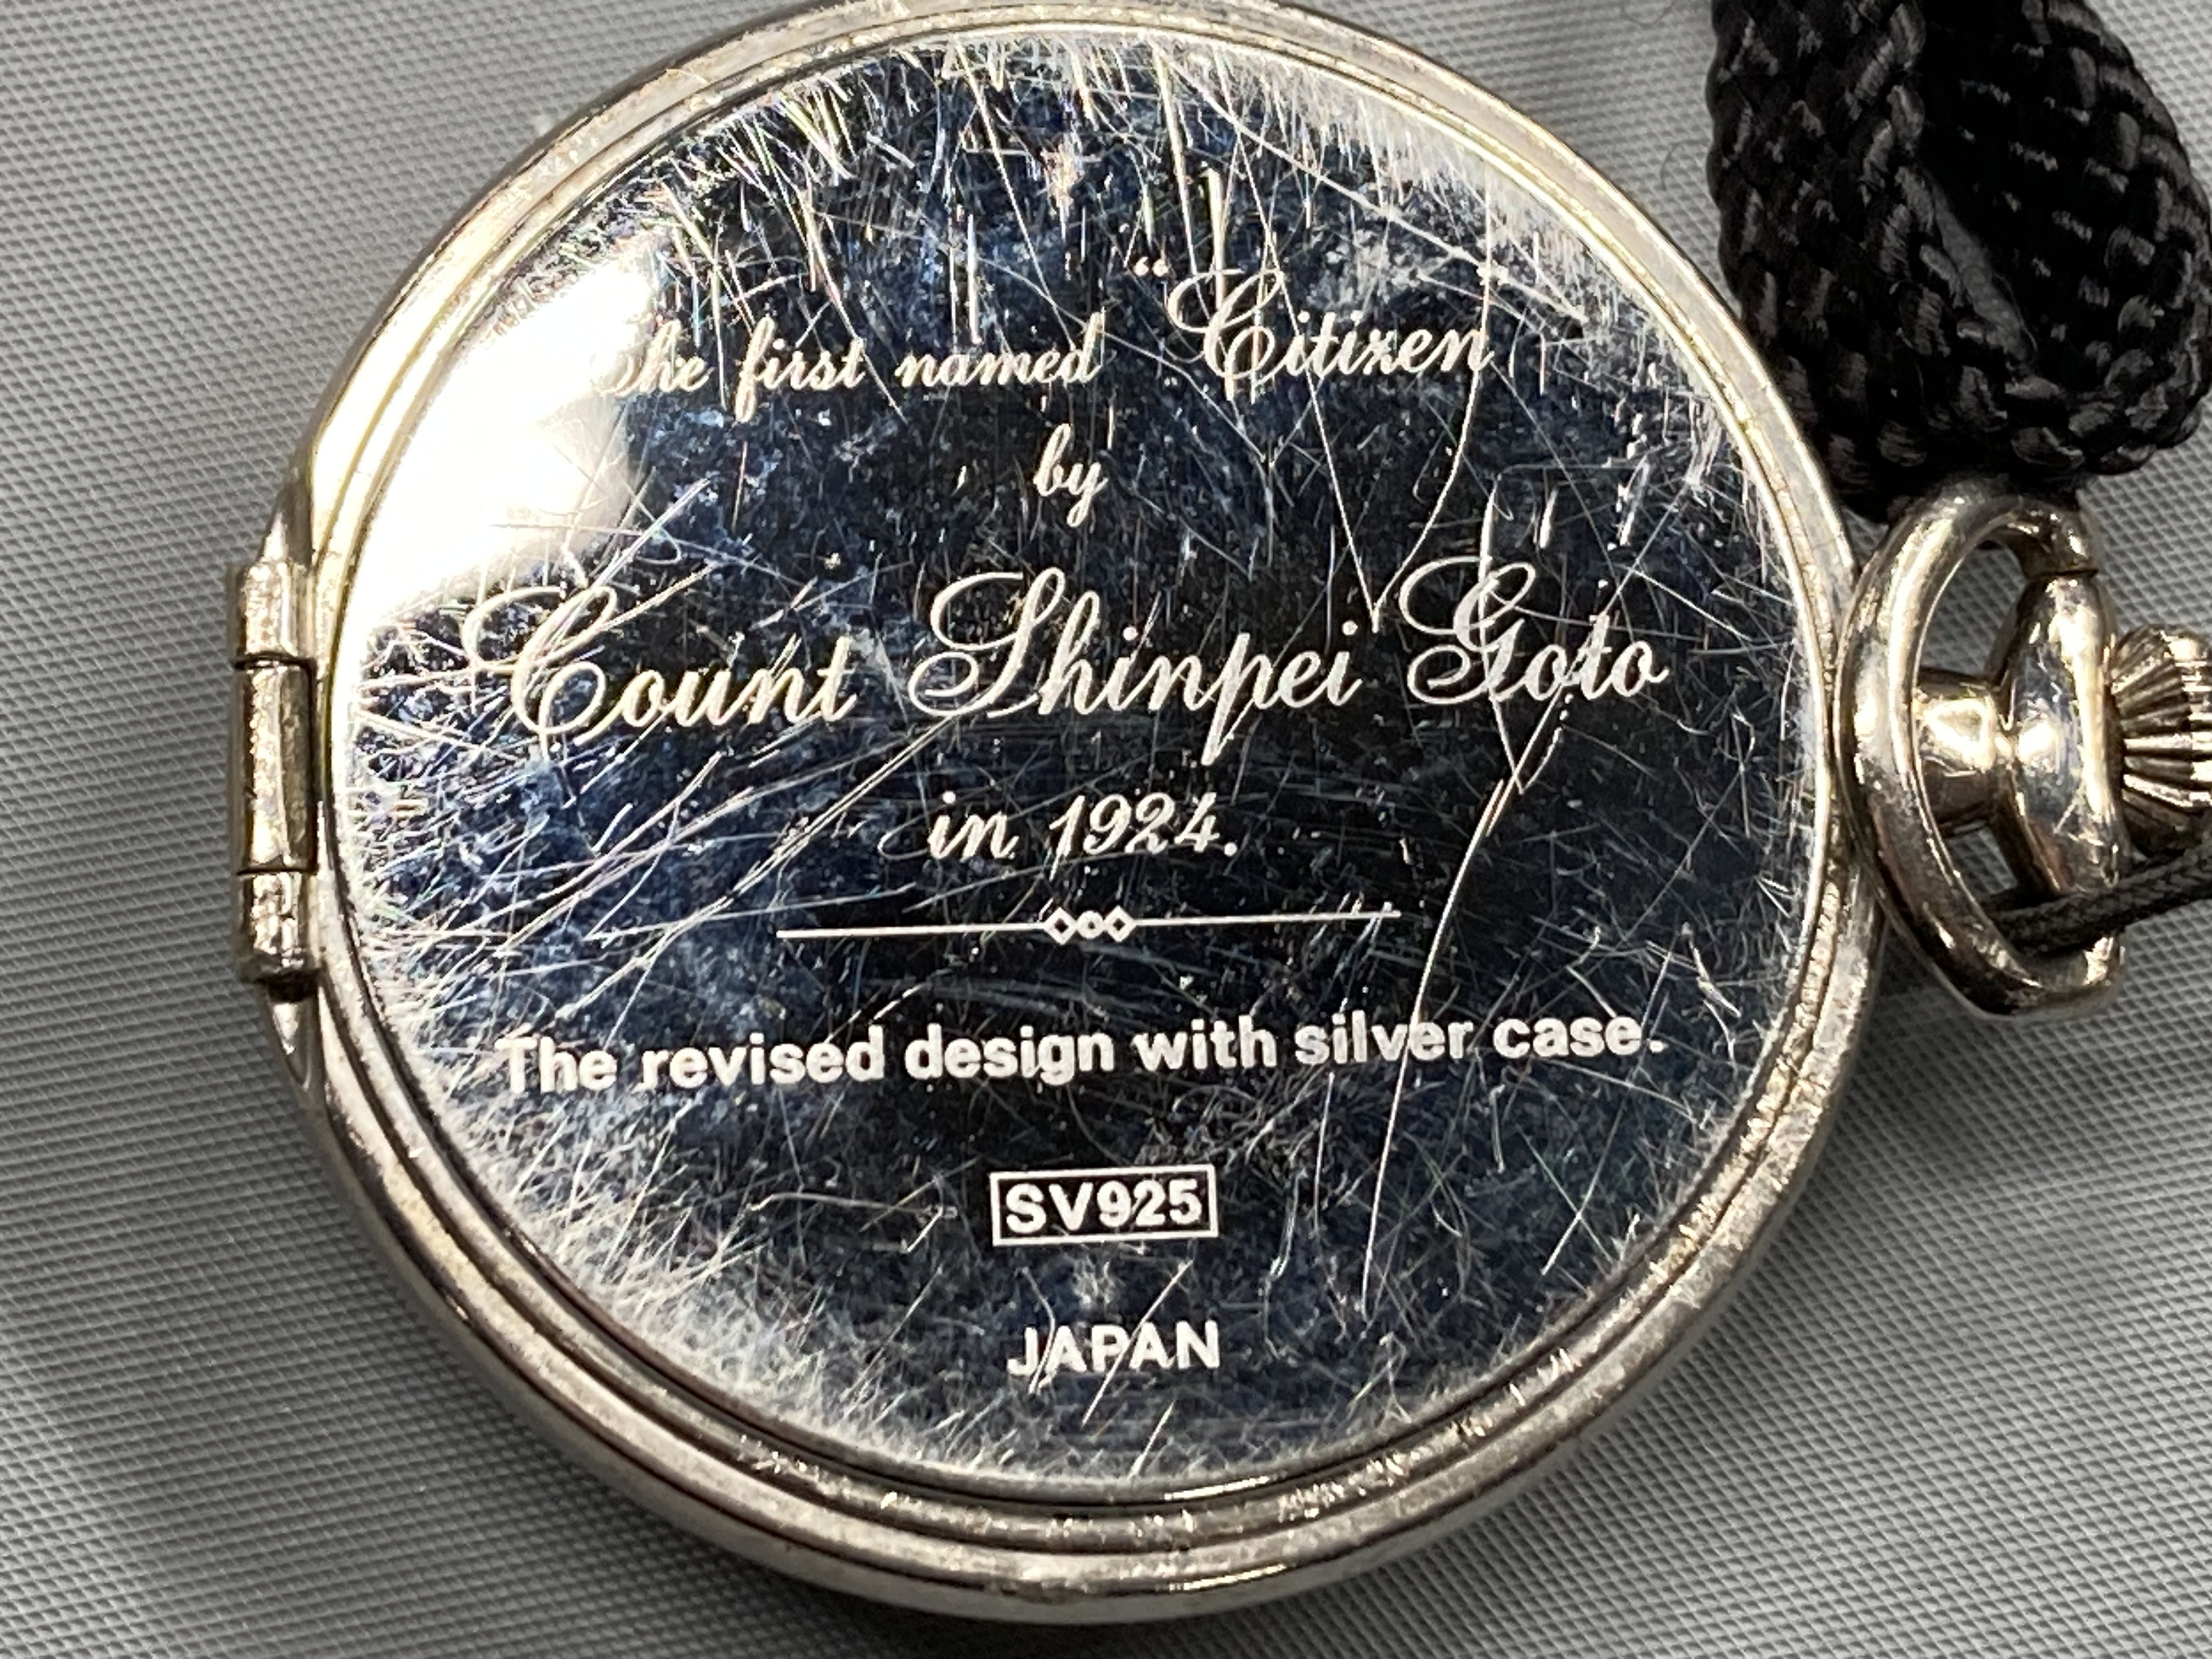 The first named "Citizen"
by
Count Shinpei Goto
in 1924.
The revised design with silver case.
SV925
JAPAN